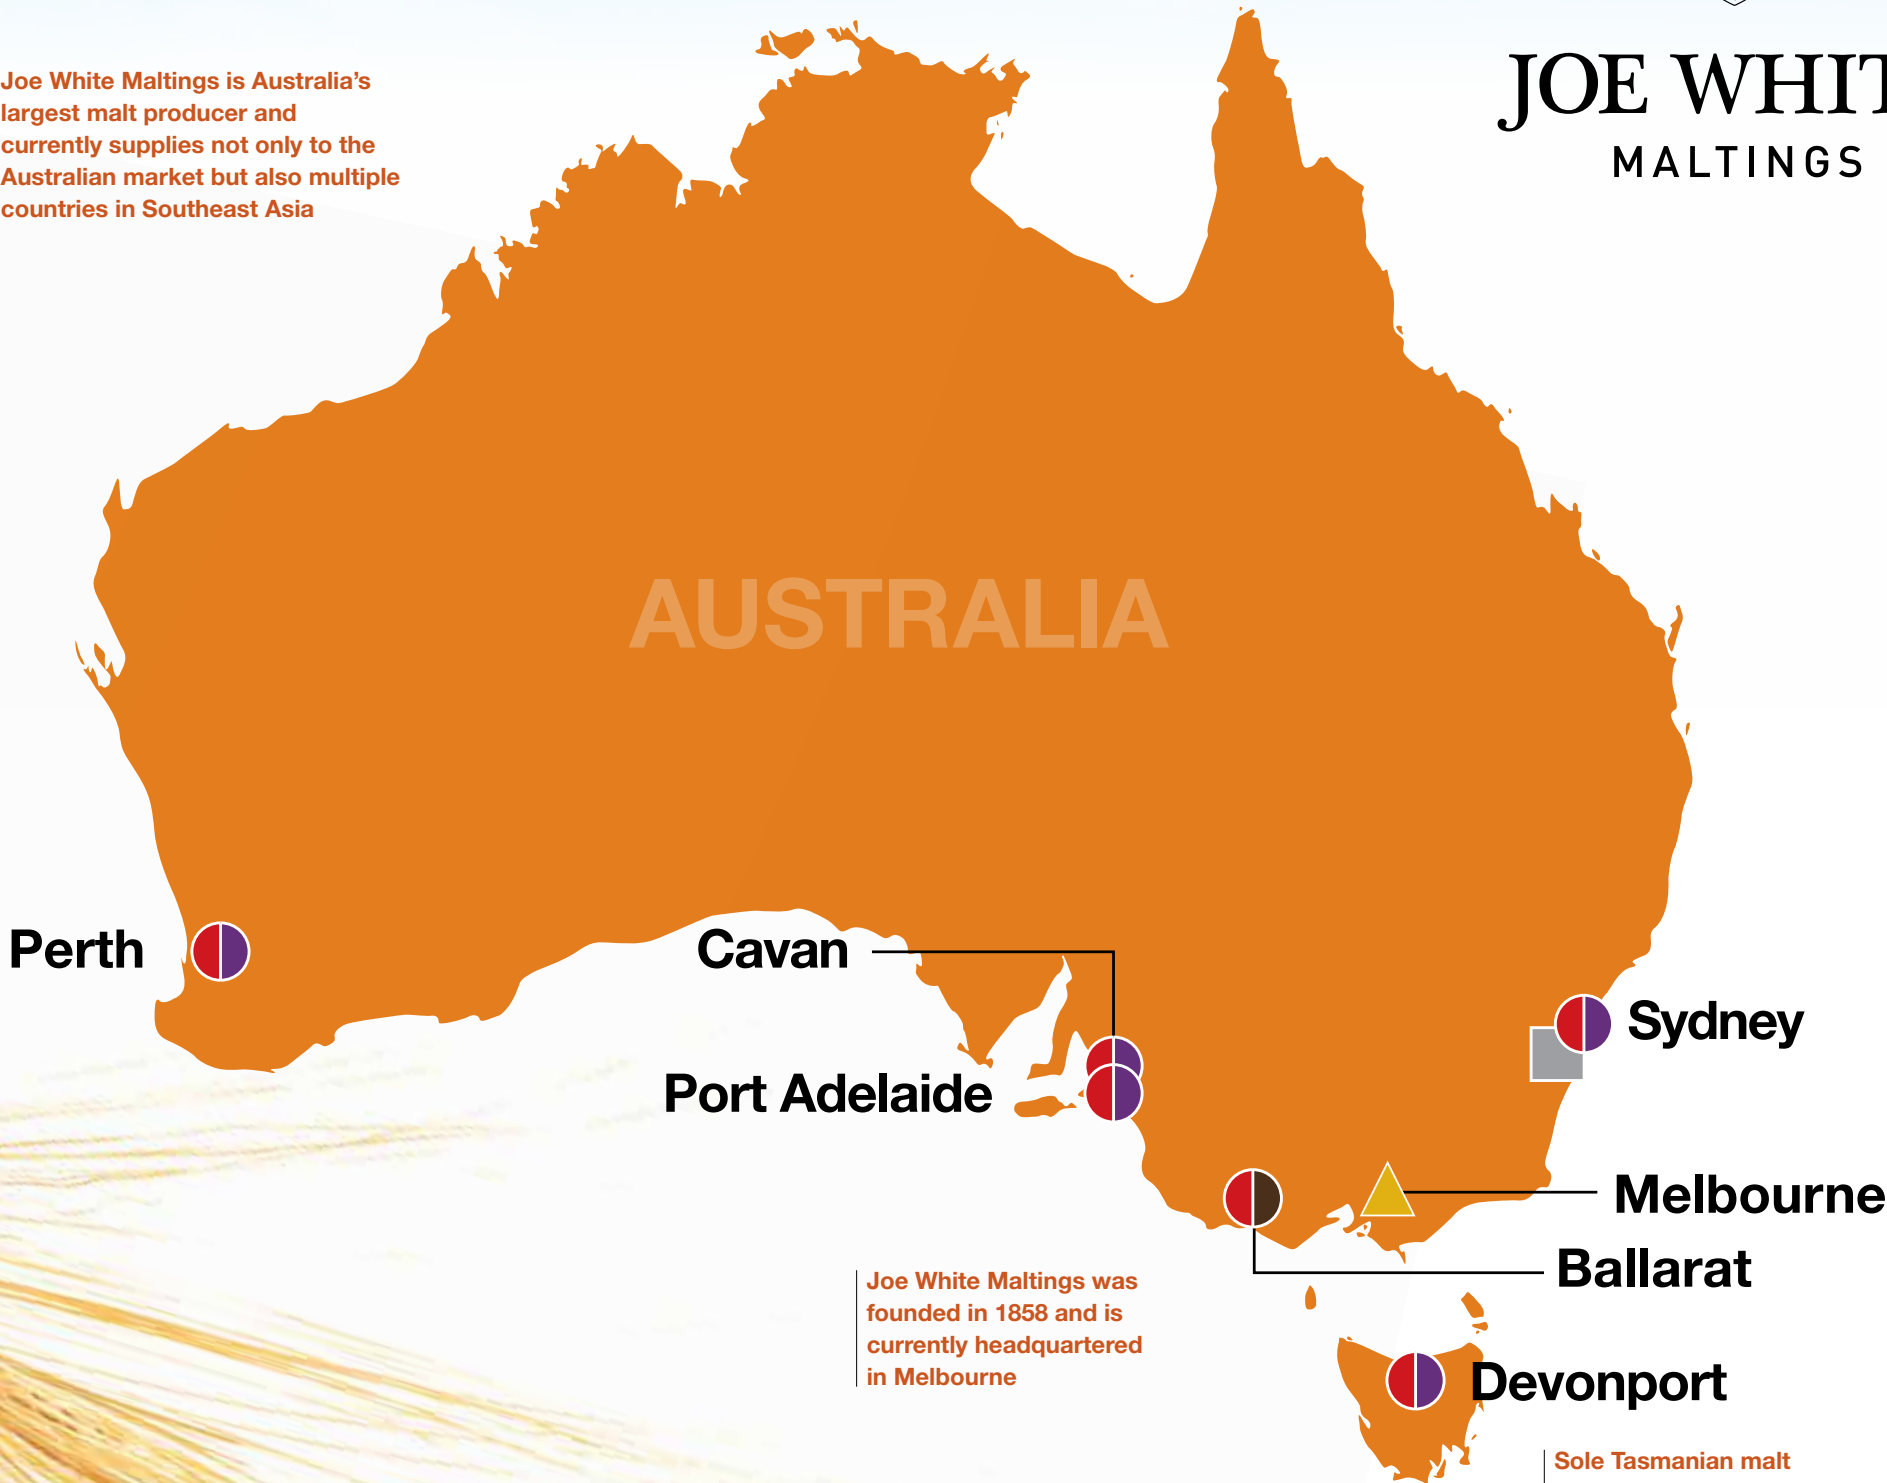 Joe White Maltings is Australia’s
largest malt producer and
currently supplies not only to the
Australian market but also multiple
countries in Southeast Asia
JOE WHIT
MALTINGS
AUSTRALIA
Perth
Cavan
Port Adelaide
Sydney
Melbourne
Ballarat
Joe White Maltings was
founded in 1858 and is
currently headquartered
in Melbourne
Devonport
Sole Tasmanian malt